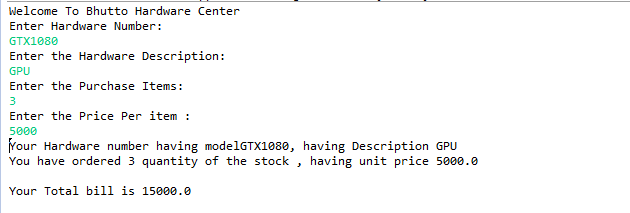 Welcome To Bhutto Hardware Center
Enter Hardware Number:
GTX1080
Enter the Hardware Description:
GPU
Enter the Purchase Items:
3
Enter the Price Per item :
5000
Your Hardware number having modelGTX1080, having Description GPU
You have ordered 3 quantity of the stock , having unit price 5000.0
Your Total bill is 15000.0